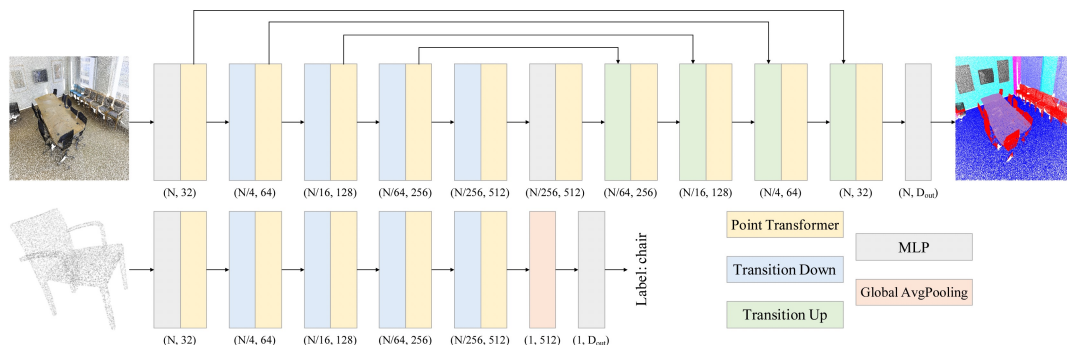 (N, 32) (N/4, 64) (N/16, 128) (N/64, 256) (N/256, 512) (N/256, 512) (N/64, 256) (N/16, 128) (N/4, 64) (N, 32) (N, Dout)
Label: chair
Point Transformer
MLP
Transition Down
Global AvgPooling
Transition Up
(N, 32) (N/4, 64) (N/16, 128) (N/64, 256) (N/256, 512) (1, 512) (1, Dout)